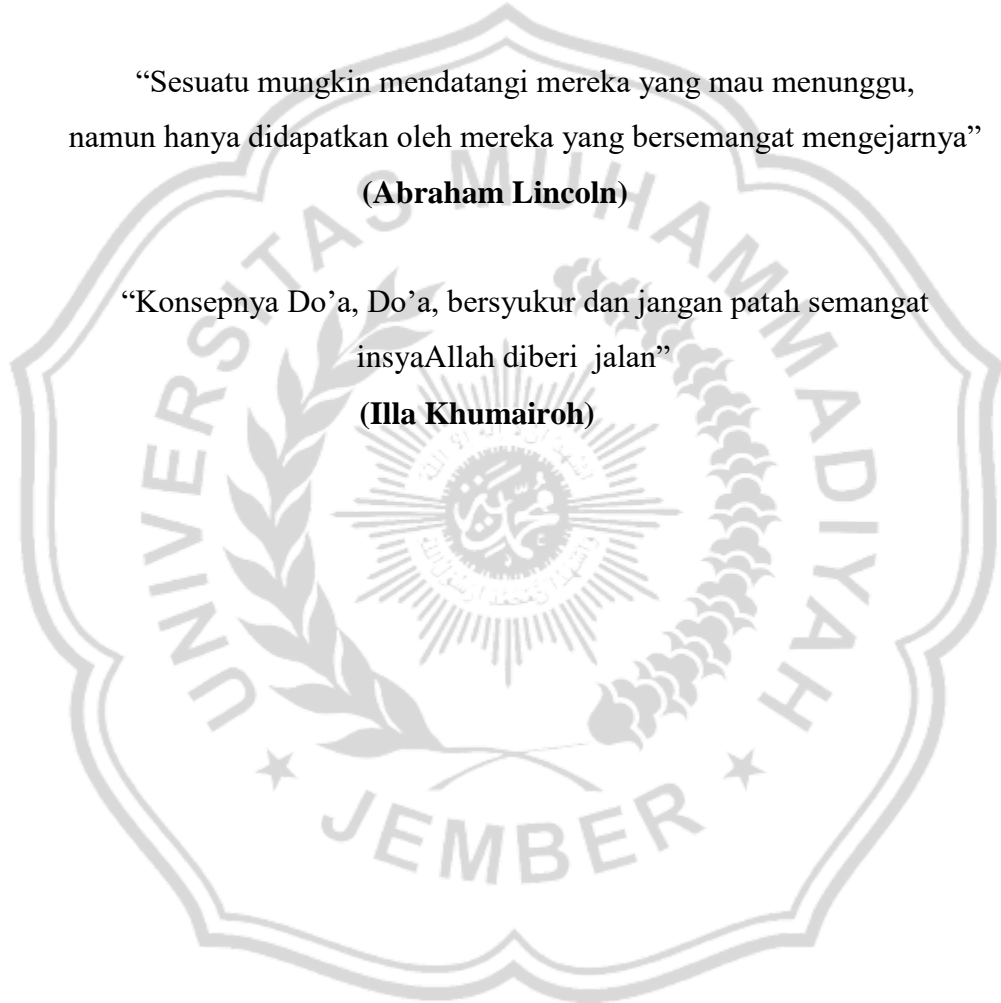 “Sesuatu mungkin mendatangi mereka yang mau menunggu,
namun hanya didapatkan oleh mereka yang bersemangat mengejarnya”
(Abraham Lincoln)
“Konsepnya Do’a, Do’a, bersyukur dan jangan patah semangat
insyaAllah diberi  jalan”
(Illa Khumairoh)
UNIVERSITAS MUHAMMADIYAH
JEMBER